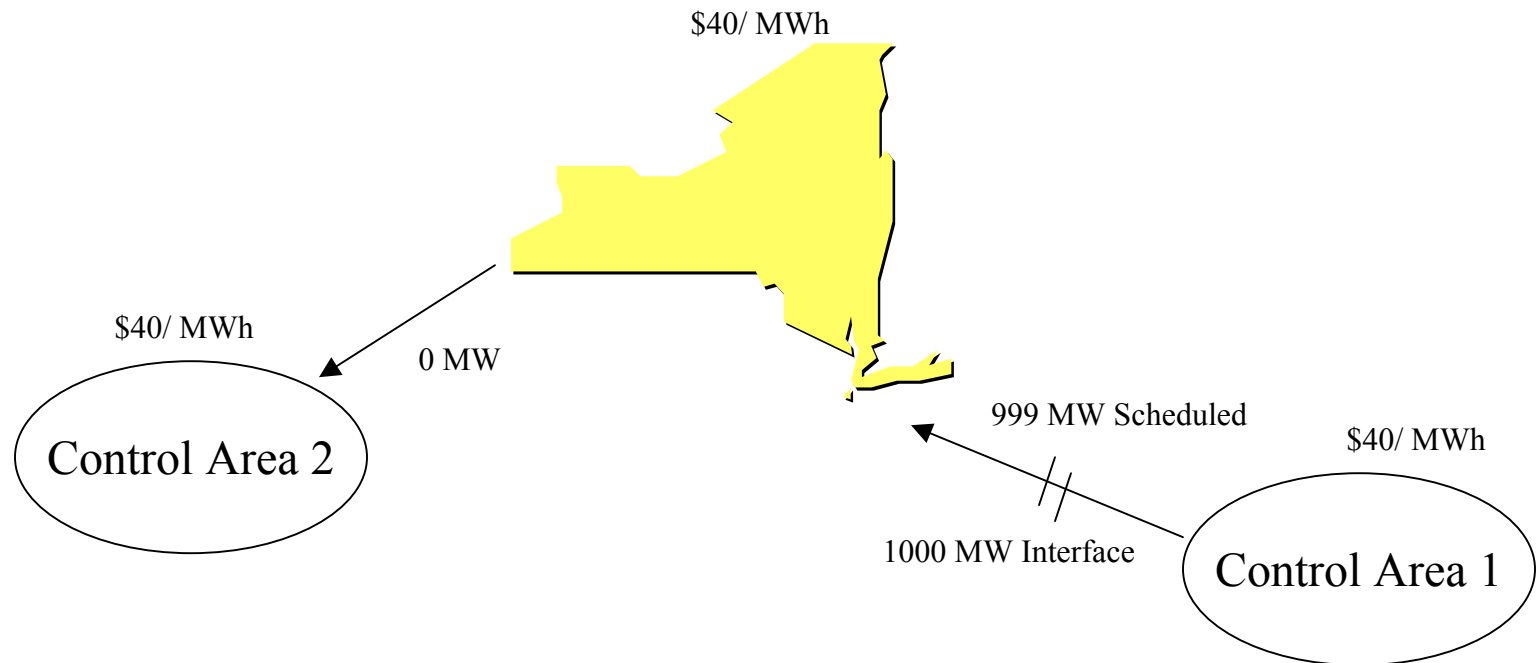 $40/ MWh
$40/ MWh
0 MW
Control Area 2
999 MW Scheduled
$40/ MWh
1000 MW Interface
Control Area 1